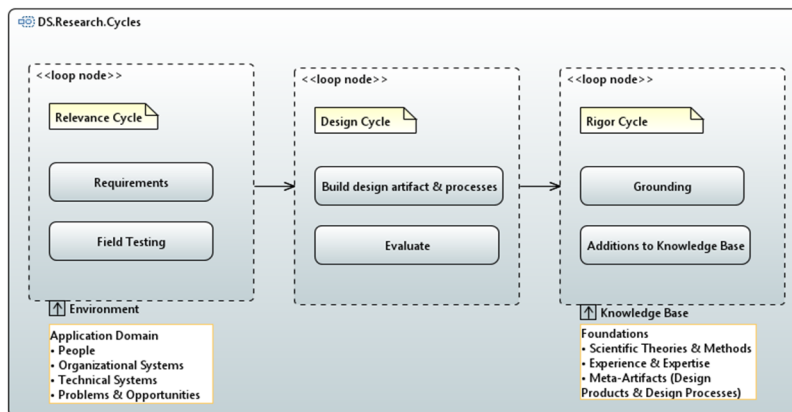 DS.Research.Cycles
<<loop node>>
Relevance Cycle
Requirements
Field Testing
Environment
Application Domain
• People
• Organizational Systems
• Technical Systems
• Problems & Opportunities
<<loop node>>
Design Cycle
Build design artifact & processes
Evaluate
<<loop node>>
Rigor Cycle
Grounding
Additions to Knowledge Base
Knowledge Base
Foundations
• Scientific Theories & Methods
• Experience & Expertise
• Meta-Artifacts (Design
Products & Design Processes)